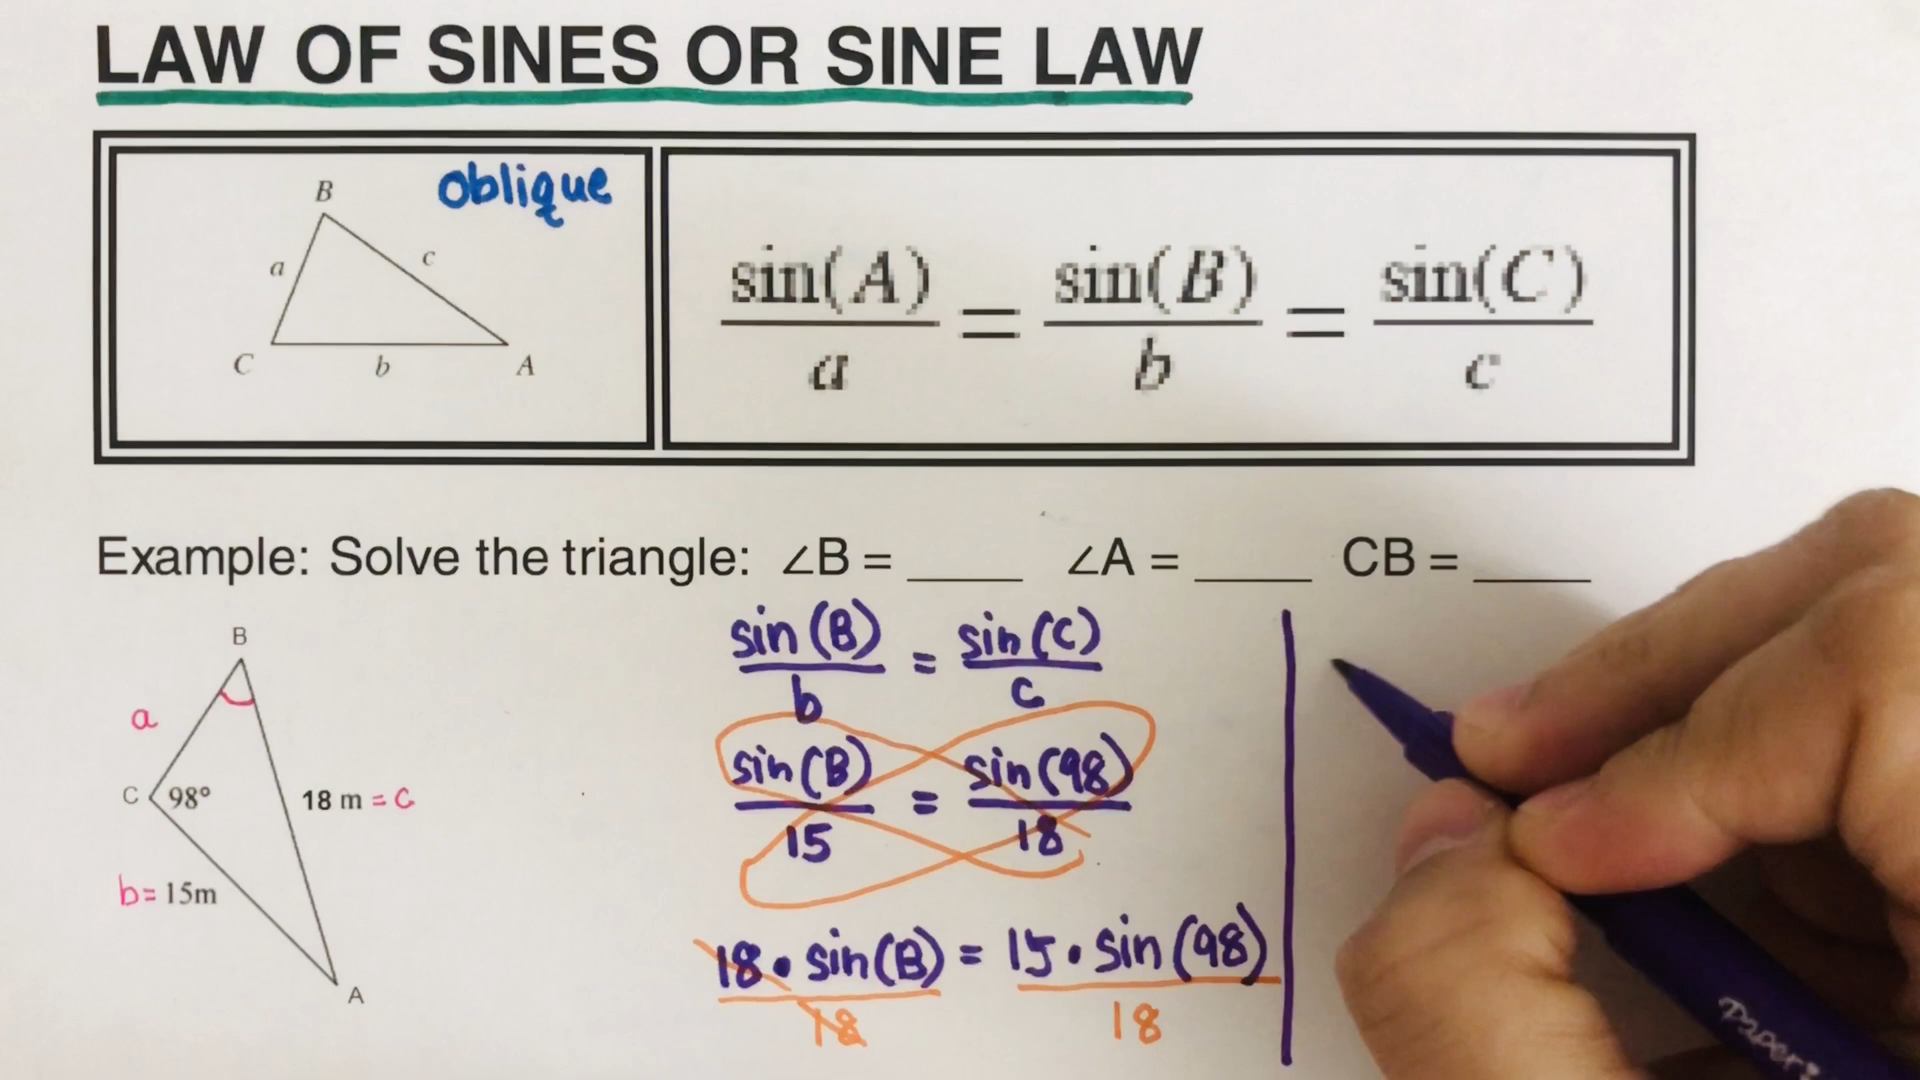 LAW OF SINES OR SINE LAW
oblique
B
a
c
C
b
A
sin(A)/a = sin(B)/b = sin(C)/c
Example: Solve the triangle: ∠B = ____ ∠A = ____ CB = ____
B
a
C 98°
18 m = c
b = 15m
A
sin(B)/b = sin(C)/c
sin(B)/15 = sin(98)/18
18 • sin(B) = 15 • sin(98)
18 18